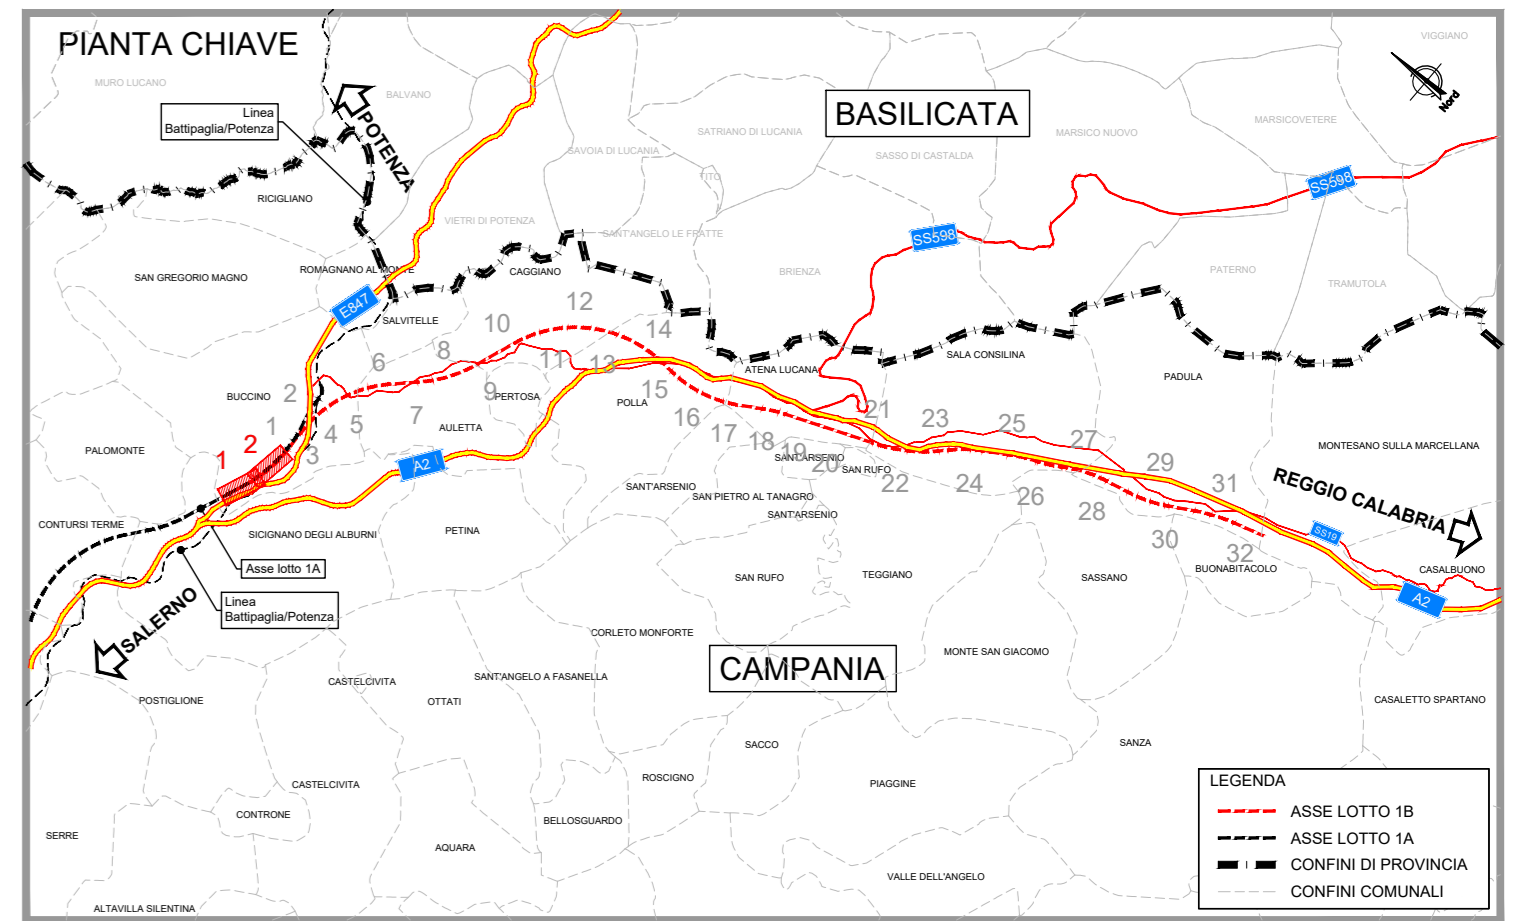 PIANTA CHIAVE
VIGGIANO
MURO LUCANO
BALVANO
Linea
Battipaglia/Potenza
POTENZA
BASILICATA
Nord
SATRIANO DI LUCANIA
MARSICO NUOVO
MARSICOVETERE
SAVOIA DI LUCANIA
SASSO DI CASTALDA
TITO
SS598
RICIGLIANO
VIETRI DI POTENZA
SANT'ANGELO LE FRATTE
SS598
SAN GREGORIO MAGNO
ROMAGNANO AL MONTE
CAGGIANO
BRIENZA
PATERNO
TRAMUTOLA
E847
SALVITELLE
12
10
14
8
6
11
13
SALA CONSILINA
ATENA LUCANA
PADULA
BUCCINO
2
9
PERTOSA
POLLA
15
7
5
AULETTA
16
17
21
23
25
1
4
18
27
PALOMONTE
2
1
3
A2
19
SANT'ARSENIO
20
SAN RUFO
MONTESANO SULLA MARCELLANA
29
SANT'ARSENIO
SAN PIETRO AL TANAGRO
22
24
26
31
REGGIO CALABRIA
SANT'ARSENIO
28
CONTURSI TERME
SICIGNANO DEGLI ALBURNI
PETINA
30
32
SS19
Asse lotto 1A
SAN RUFO
TEGGIANO
SASSANO
BUONABITACOLO
CASALBUONO
A2
Linea
Battipaglia/Potenza
SALERNO
CORLETO MONFORTE
CAMPANIA
MONTE SAN GIACOMO
SANT'ANGELO A FASANELLA
CASTELCIVITA
POSTIGLIONE
OTTATI
CASALETTO SPARTANO
SACCO
SANZA
ROSCIGNO
PIAGGINE
CASTELCIVITA
CONTRONE
BELLOSGUARDO
SERRE
AQUARA
VALLE DELL'ANGELO
ALTAVILLA SILENTINA
LEGENDA
ASSE LOTTO 1B
ASSE LOTTO 1A
CONFINI DI PROVINCIA
CONFINI COMUNALI